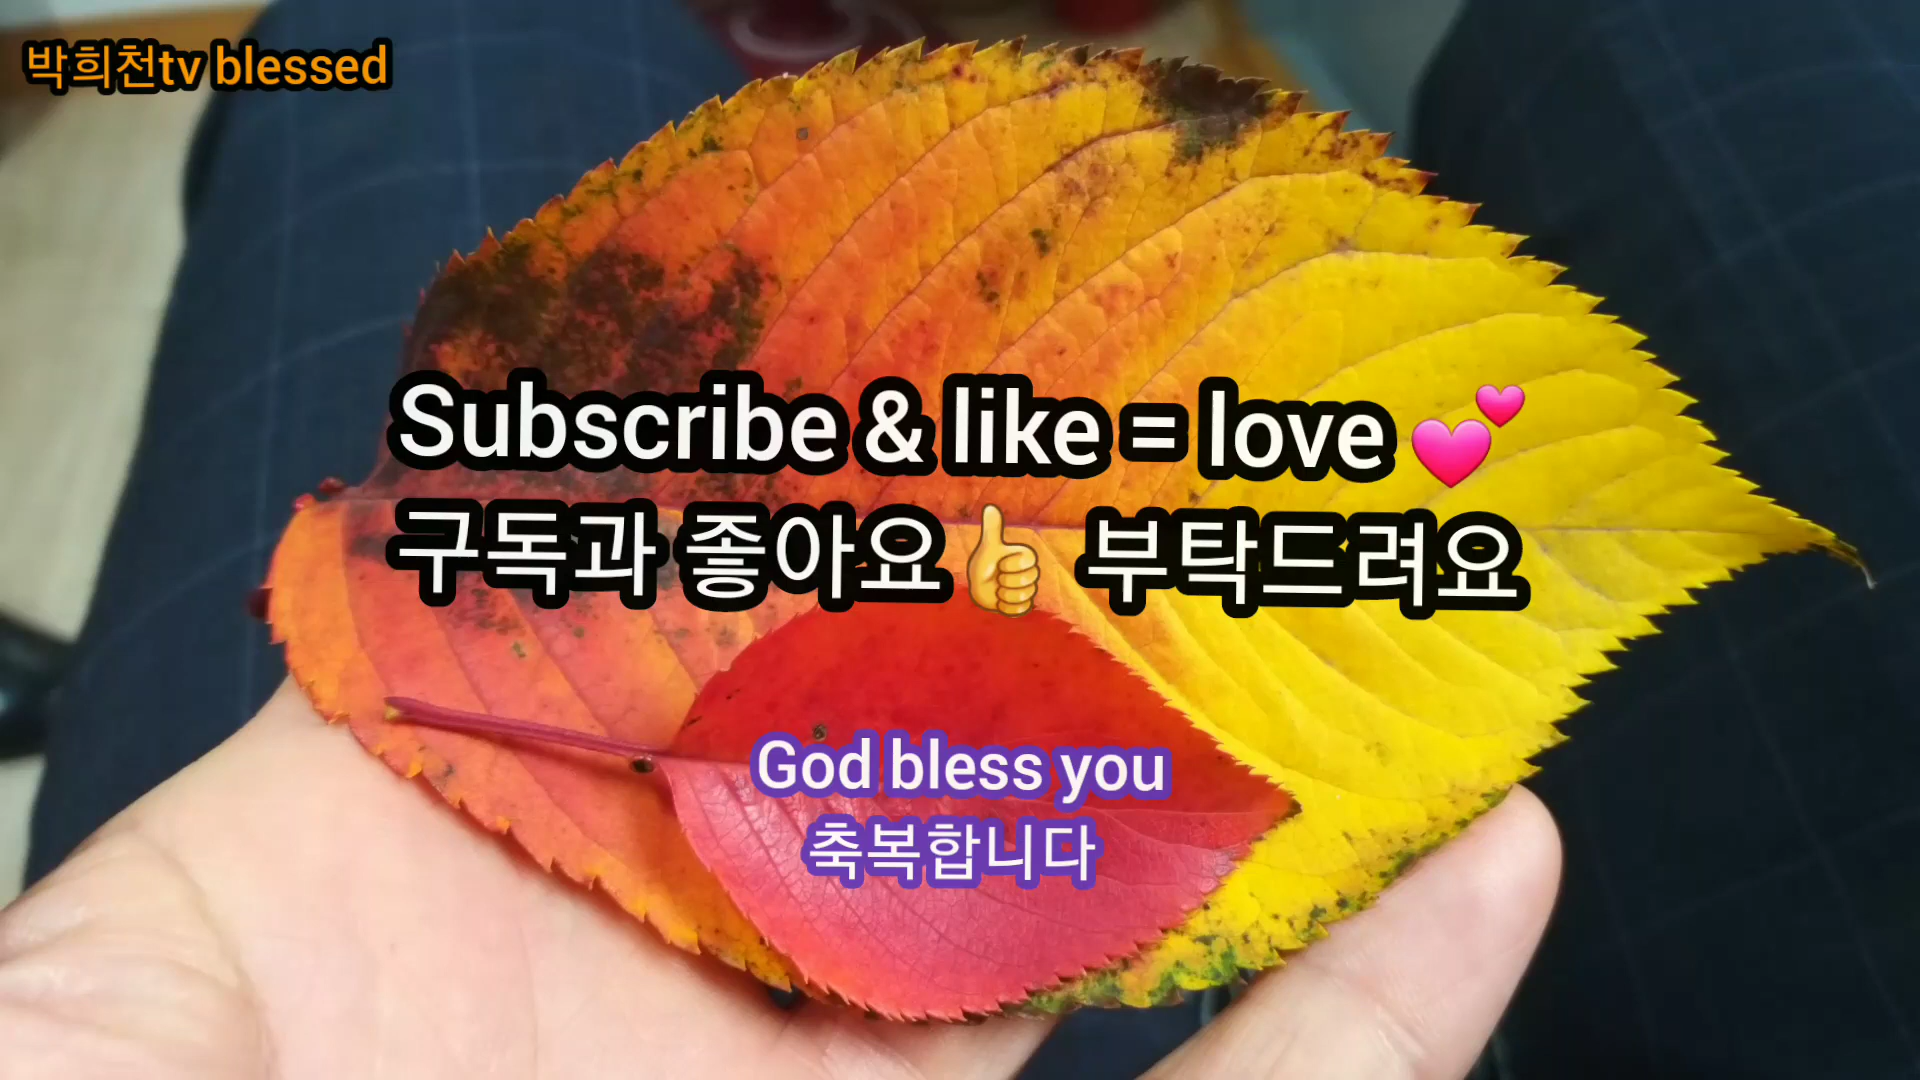 박희천tv blessed
Subscribe & like = love 💕
구독과 좋아요👍 부탁드려요
God bless you
축복합니다